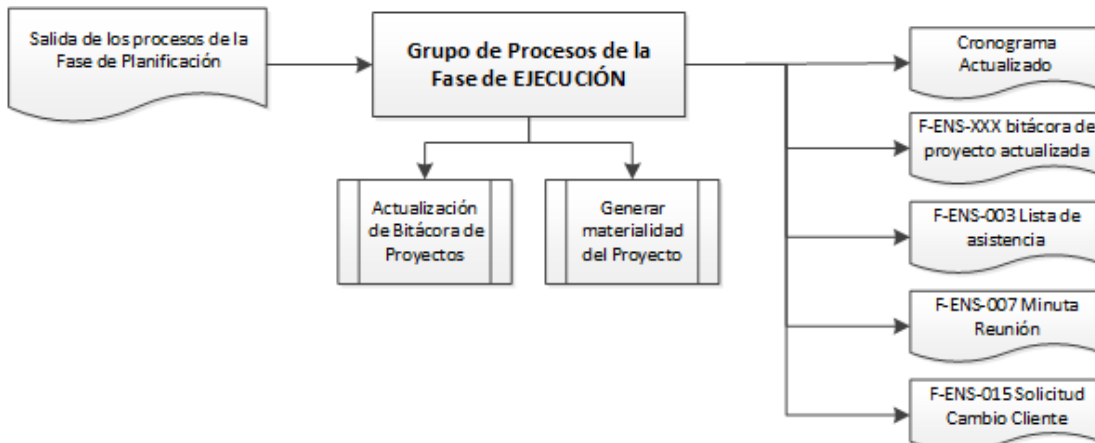 Salida de los procesos de la
Fase de Planificación
Grupo de Procesos de la
Fase de EJECUCIÓN
Actualización
de Bitácora de
Proyectos
Generar
materialidad
del Proyecto
Cronograma
Actualizado
F-ENS-XXX bitácora de
proyecto actualizada
F-ENS-003 Lista de
asistencia
F-ENS-007 Minuta
Reunión
F-ENS-015 Solicitud
Cambio Cliente